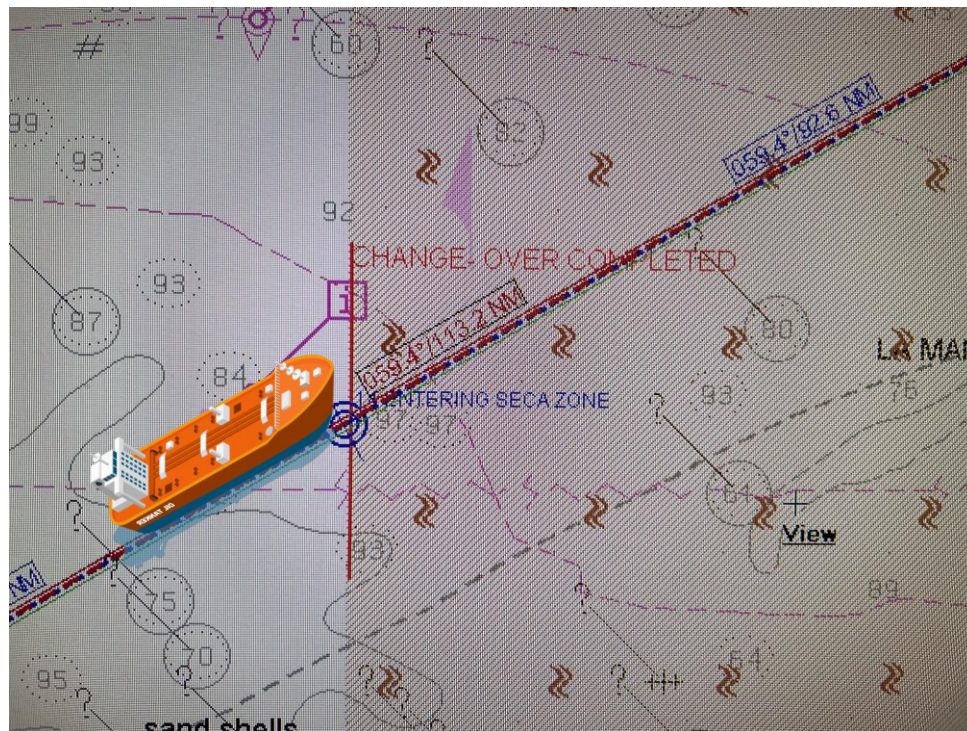 ? ?
60 ?
#
82
99
93
059.4°/92.6 NM
92
CHANGE- OVER COMPLETED
93
i
87
059.4°/113.2 NM
80
LA MAN
84
93
76
ENTERING SECA ZONE
?
97 97
61
View
?
93
NM
?
75
?
89
70
64
95 ? ? ? ?
sand shells